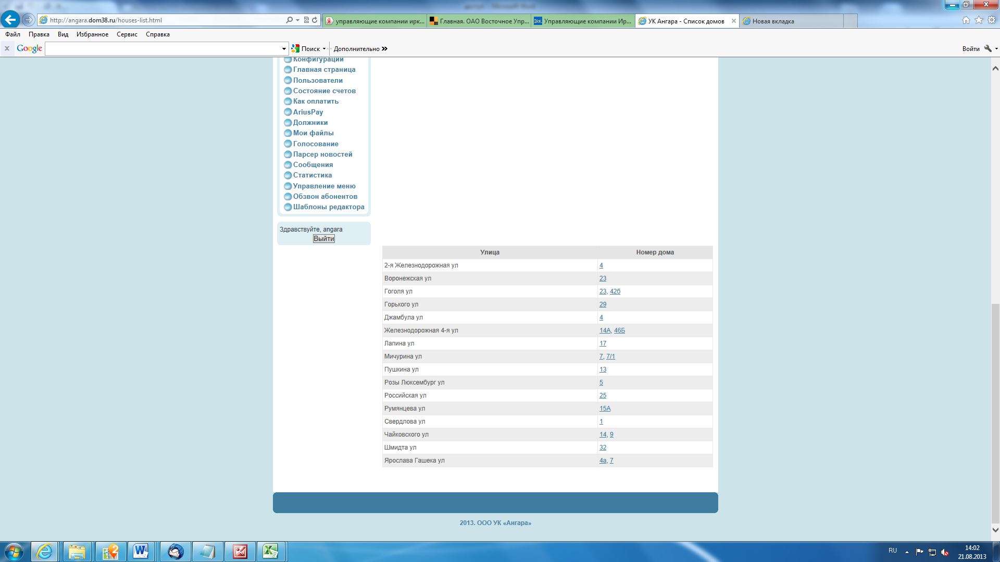 http://angara.dom38.ru/houses-list.html
управляющие компании ирк...
Главная. ОАО Восточное Упр...
IRK
Управляющие компании Ир...
УК Ангара - Список домов
Новая вкладка
Файл Правка Вид Избранное Сервис Справка
x Google Поиск Дополнительно Войти
Конфигурации
Главная страница
Пользователи
Состояние счетов
Как оплатить
AriusPay
Должники
Мои файлы
Голосование
Парсер новостей
Сообщения
Статистика
Управление меню
Обзвон абонентов
Шаблоны редактора
Здравствуйте, angara
Выйти
Улица Номер дома
2-я Железнодорожная ул 4
Воронежская ул 23
Гоголя ул 23, 42б
Горького ул 29
Джамбула ул 4
Железнодорожная 4-я ул 14А, 46Б
Лапина ул 17
Мичурина ул 7, 7/1
Пушкина ул 13
Розы Люксембург ул 5
Российская ул 25
Румянцева ул 15А
Свердлова ул 1
Чайковского ул 14, 9
Шмидта ул 32
Ярослава Гашека ул 4а, 7
2013. ООО УК «Ангара»
RU
14:02
21.08.2013